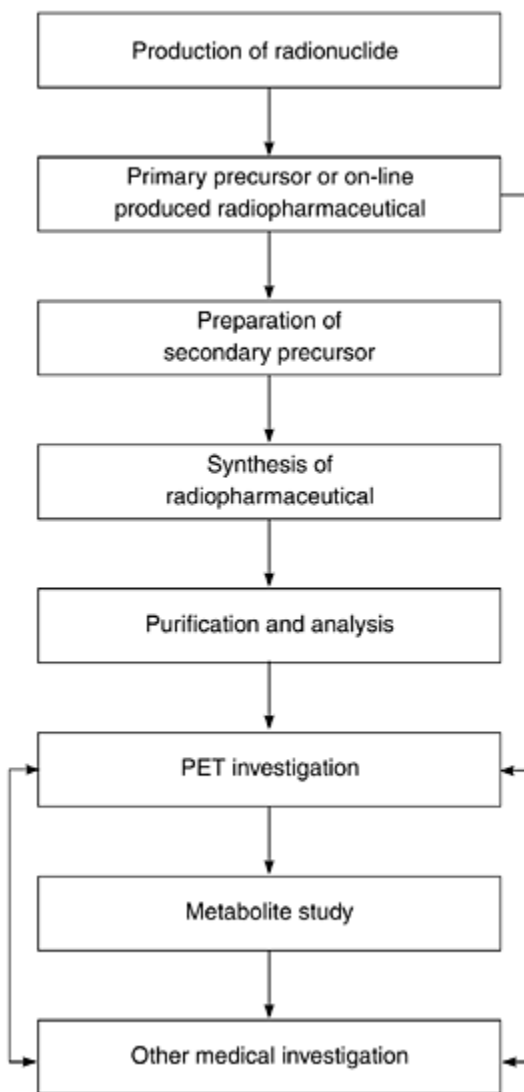 Production of radionuclide
Primary precursor or on-line
produced radiopharmaceutical
Preparation of
secondary precursor
Synthesis of
radiopharmaceutical
Purification and analysis
PET investigation
Metabolite study
Other medical investigation